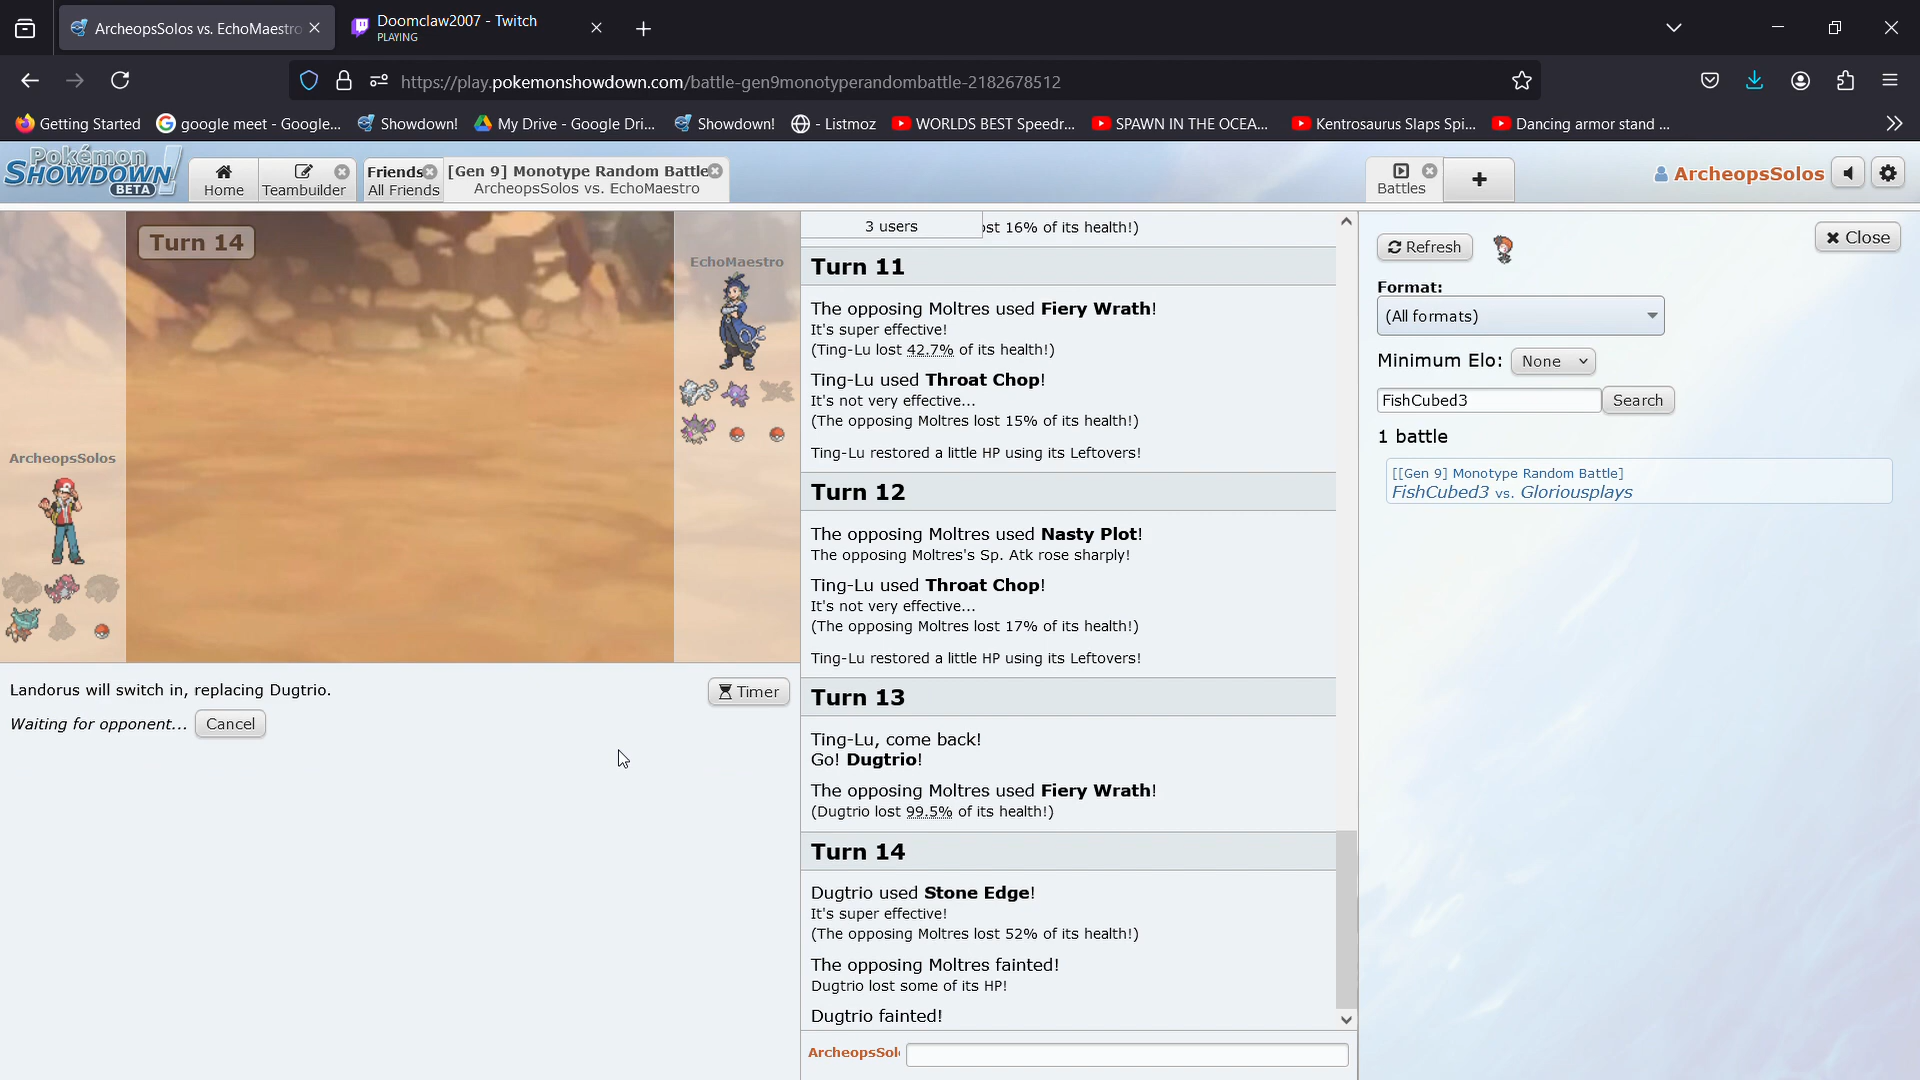 ArcheopsSolos vs. EchoMaestro
Doomclaw2007 - Twitch
PLAYING
https://play.pokemonshowdown.com/battle-gen9monotyperandombattle-2182678512
Getting Started
google meet - Google...
Showdown!
My Drive - Google Dri...
Showdown!
- Listmoz
WORLDS BEST Speedr...
SPAWN IN THE OCEA...
Kentrosaurus Slaps Spi...
Dancing armor stand ...
Pokémon
SHOWDOWN!
BETA
Home
Teambuilder
Friends
All Friends
[Gen 9] Monotype Random Battle
ArcheopsSolos vs. EchoMaestro
Battles
ArcheopsSolos
Turn 14
EchoMaestro
ArcheopsSolos
Landorus will switch in, replacing Dugtrio.
Timer
Waiting for opponent...
Cancel
3 users
ost 16% of its health!)
Turn 11
The opposing Moltres used Fiery Wrath!
It's super effective!
(Ting-Lu lost 42.7% of its health!)
Ting-Lu used Throat Chop!
It's not very effective...
(The opposing Moltres lost 15% of its health!)
Ting-Lu restored a little HP using its Leftovers!
Turn 12
The opposing Moltres used Nasty Plot!
The opposing Moltres's Sp. Atk rose sharply!
Ting-Lu used Throat Chop!
It's not very effective...
(The opposing Moltres lost 17% of its health!)
Ting-Lu restored a little HP using its Leftovers!
Turn 13
Ting-Lu, come back!
Go! Dugtrio!
The opposing Moltres used Fiery Wrath!
(Dugtrio lost 99.5% of its health!)
Turn 14
Dugtrio used Stone Edge!
It's super effective!
(The opposing Moltres lost 52% of its health!)
The opposing Moltres fainted!
Dugtrio lost some of its HP!
Dugtrio fainted!
ArcheopsSol
Refresh
Close
Format:
(All formats)
Minimum Elo:
None
FishCubed3
Search
1 battle
[[Gen 9] Monotype Random Battle]
FishCubed3 vs. Gloriousplays